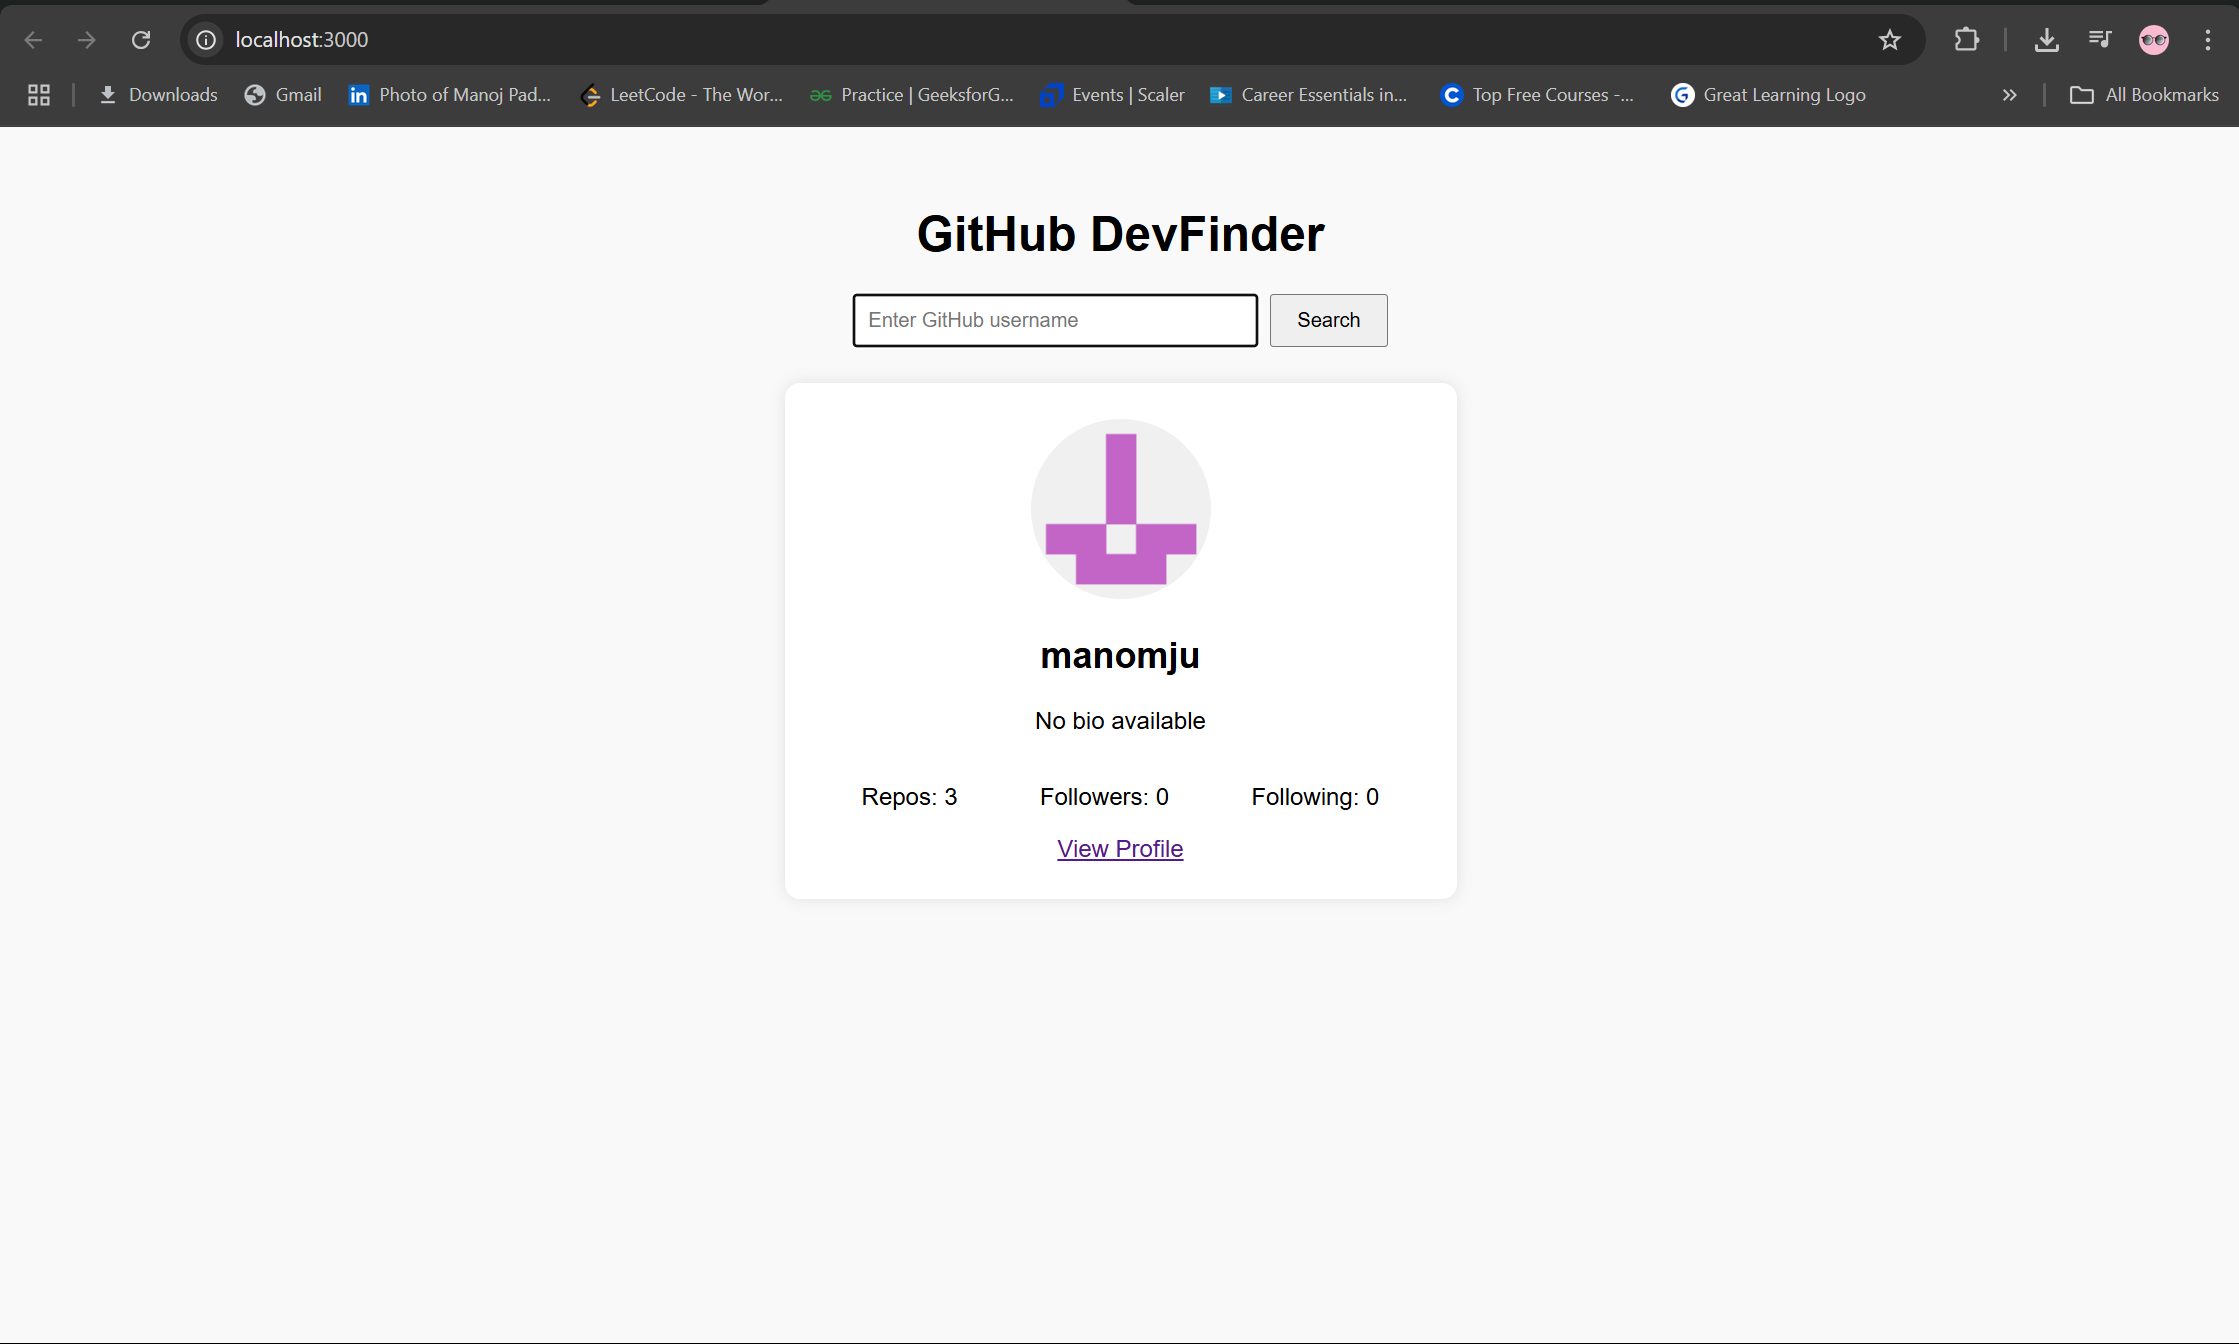 localhost:3000
Downloads Gmail Photo of Manoj Pad... LeetCode - The Wor... Practice | GeeksforG... Events | Scaler Career Essentials in... Top Free Courses -... Great Learning Logo » All Bookmarks
GitHub DevFinder
Enter GitHub username Search
manomju
No bio available
Repos: 3 Followers: 0 Following: 0
View Profile